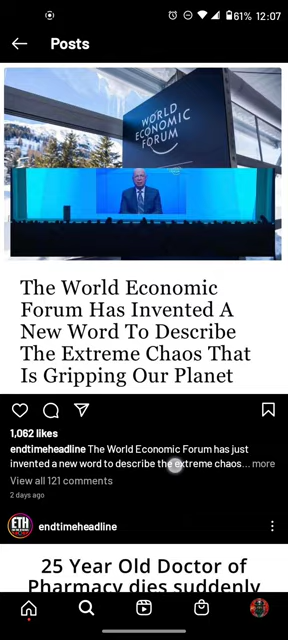 61% 12:07
Posts
WORLD
ECONOMIC
FORUM
The World Economic
Forum Has Invented A
New Word To Describe
The Extreme Chaos That
Is Gripping Our Planet
1,062 likes
endtimeheadline The World Economic Forum has just
invented a new word to describe the extreme chaos... more
View all 121 comments
2 days ago
ETH
endtimeheadline
25 Year Old Doctor of
Pharmacy dies suddenly